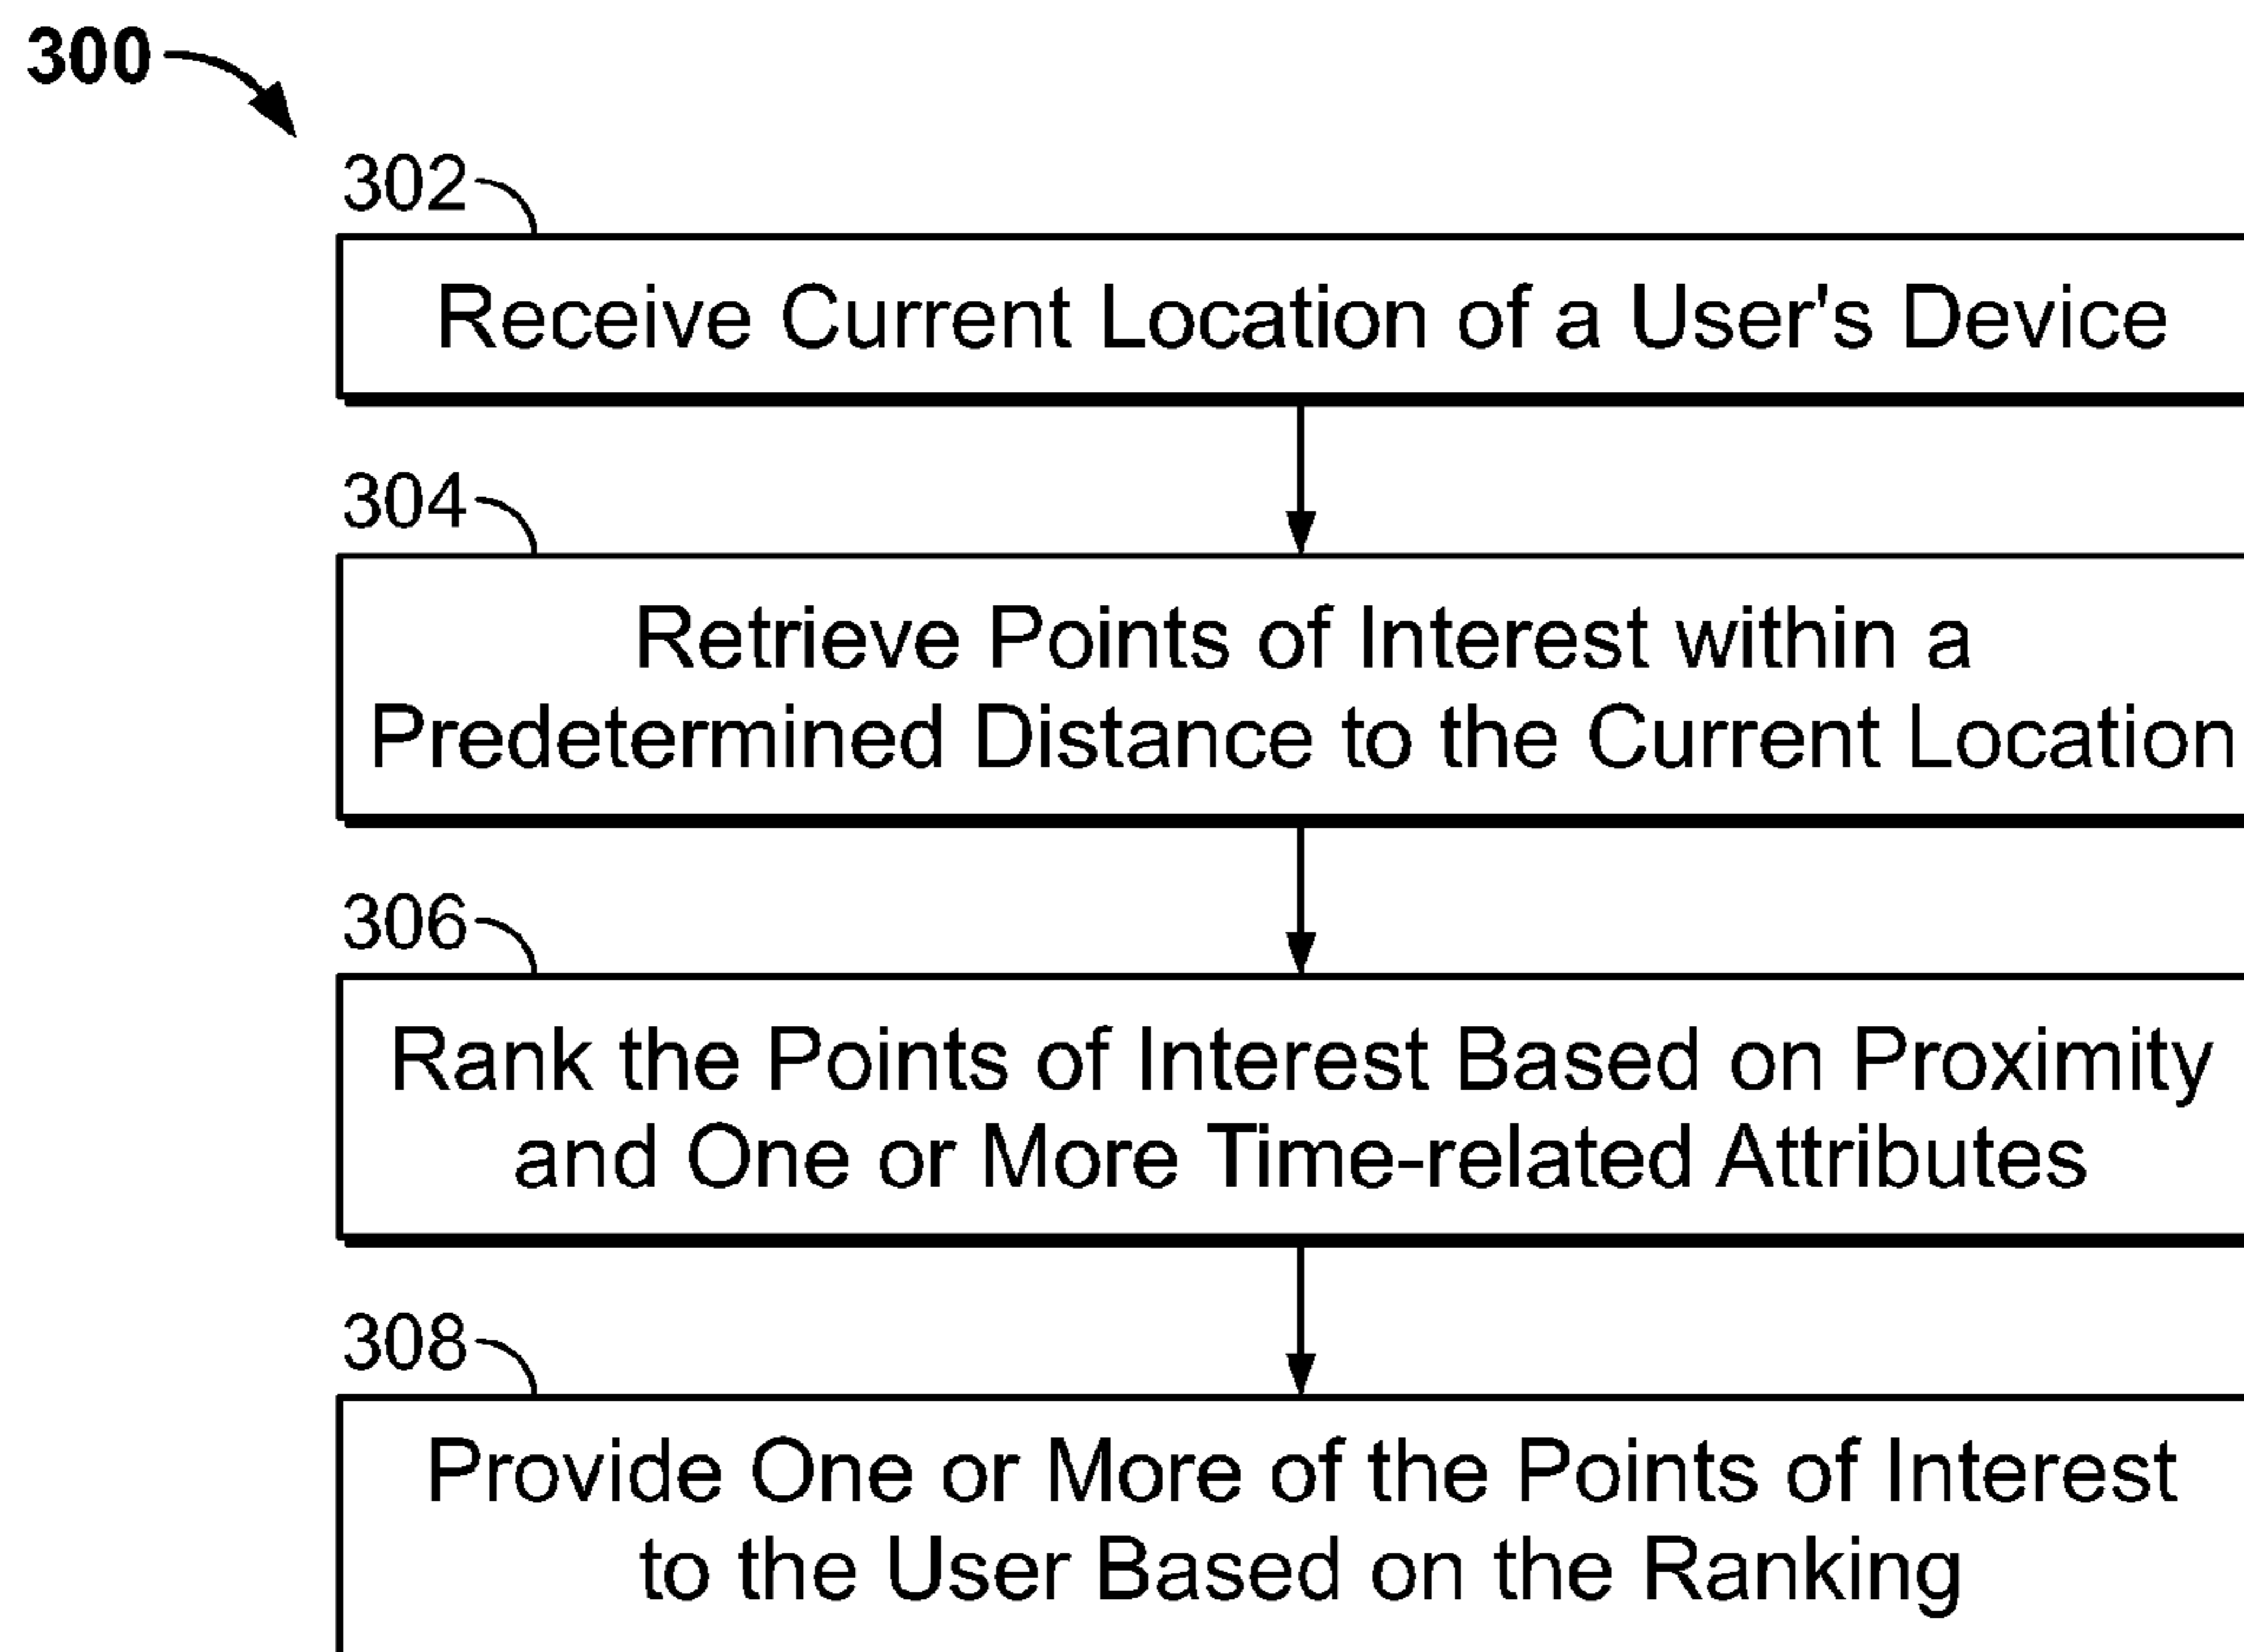 300
302
Receive Current Location of a User's Device
304
Retrieve Points of Interest within a
Predetermined Distance to the Current Location
306
Rank the Points of Interest Based on Proximity
and One or More Time-related Attributes
308
Provide One or More of the Points of Interest
to the User Based on the Ranking